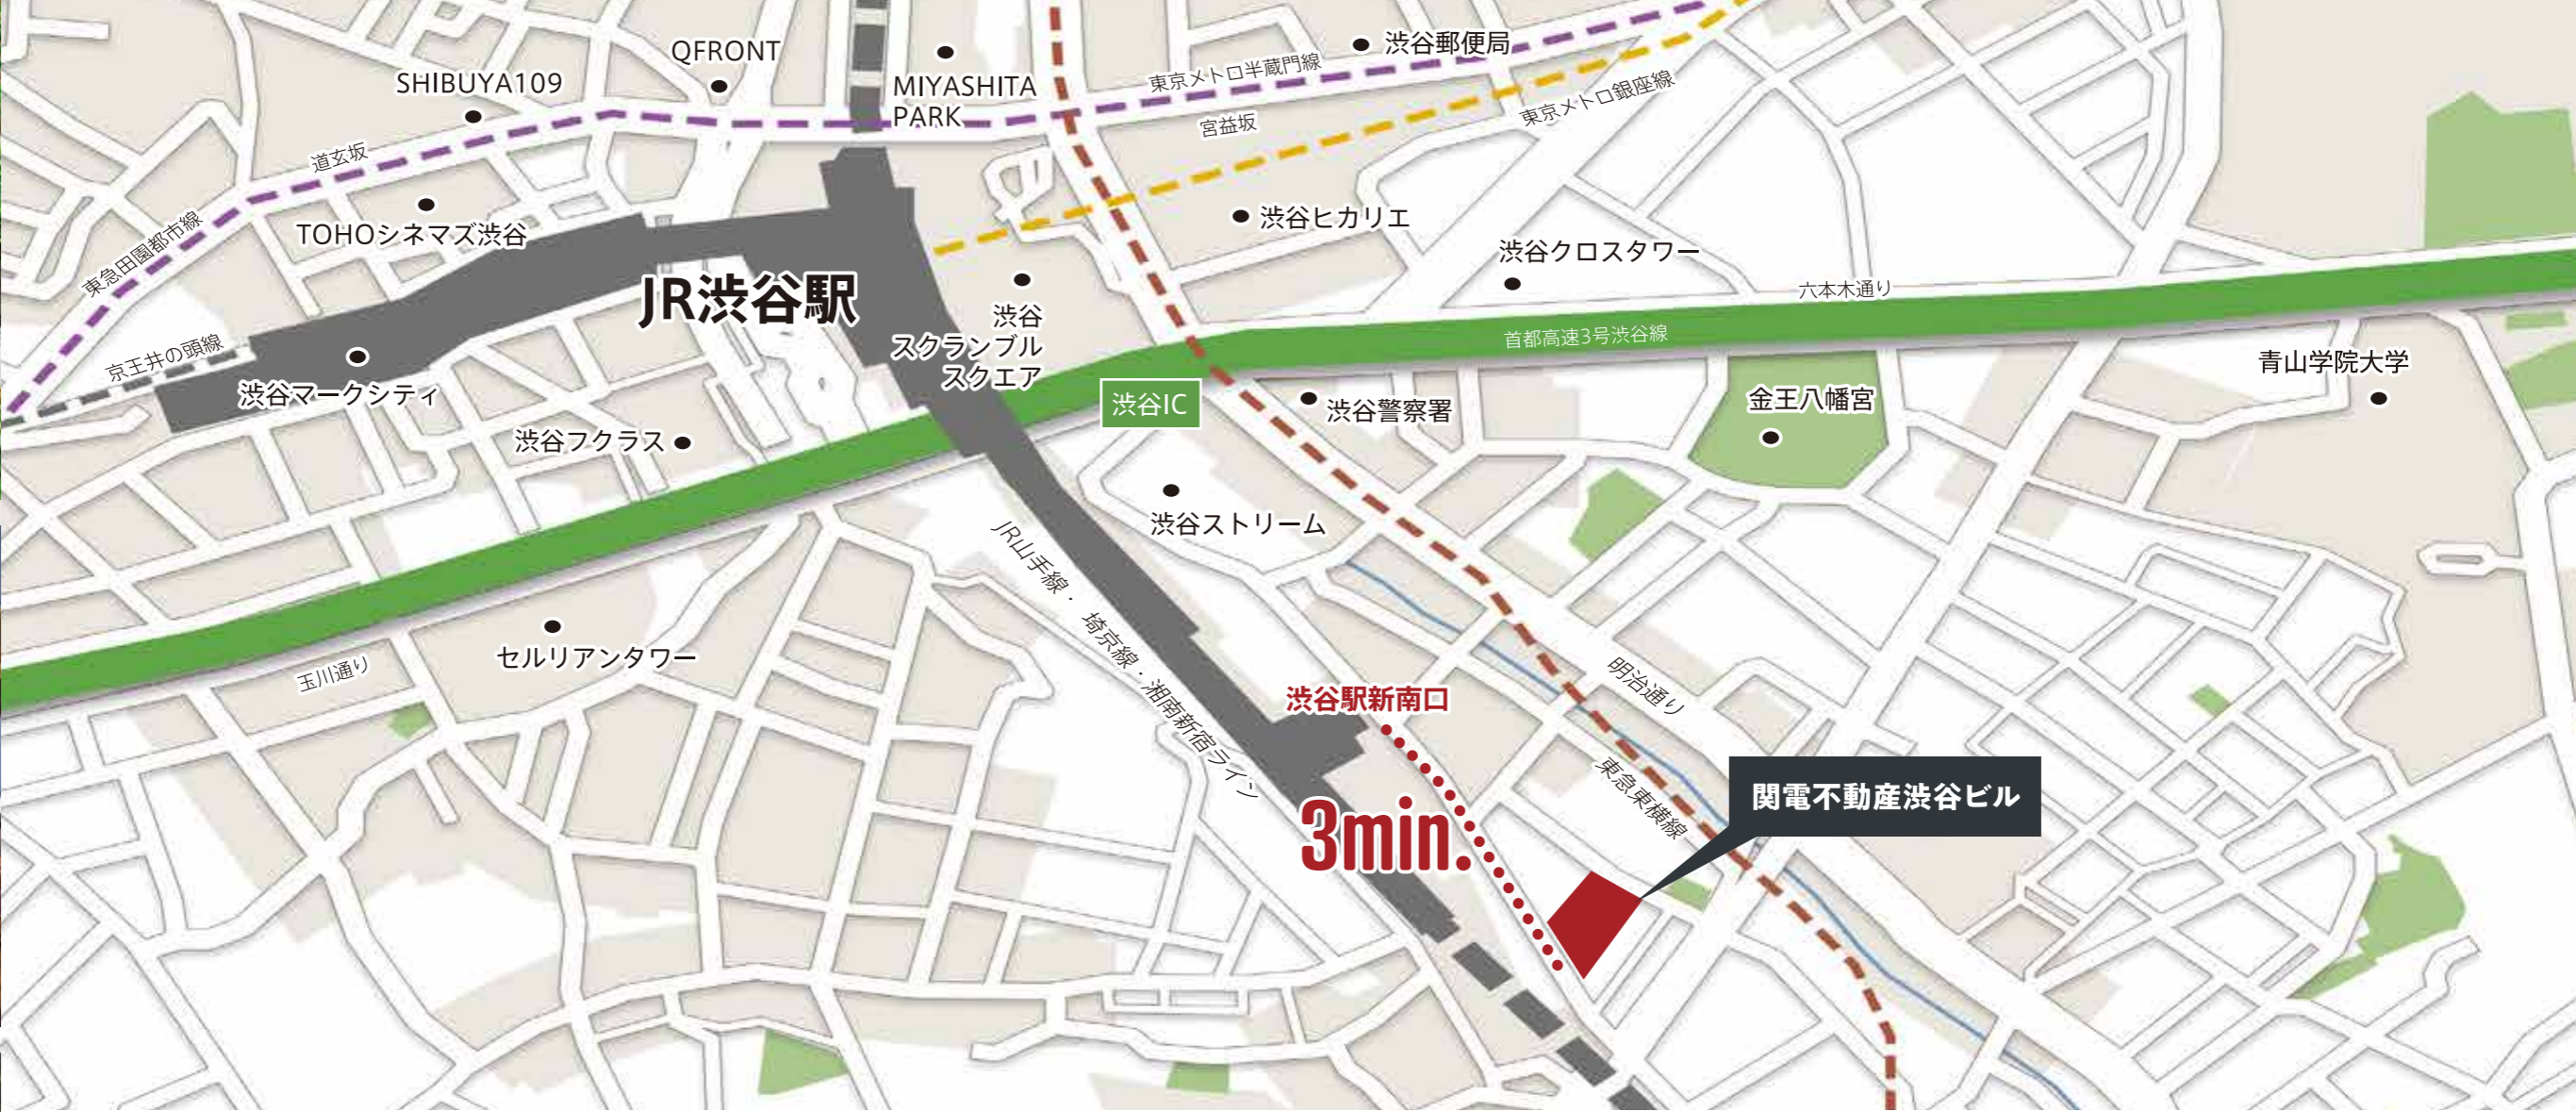 QFRONT
渋谷郵便局
SHIBUYA109
MIYASHITA
PARK
東京メトロ半蔵門線
東京メトロ銀座線
宮益坂
道玄坂
TOHOシネマズ渋谷
東急田園都市線
渋谷ヒカリエ
渋谷クロスタワー
JR渋谷駅
六本木通り
渋谷
スクランブル
スクエア
首都高速3号渋谷線
京王井の頭線
渋谷マークシティ
渋谷IC
渋谷警察署
金王八幡宮
青山学院大学
渋谷フクラス
渋谷ストリーム
JR山手線・埼京線・湘南新宿ライン
セルリアンタワー
玉川通り
渋谷駅新南口
明治通り
東急東横線
関電不動産渋谷ビル
3min.